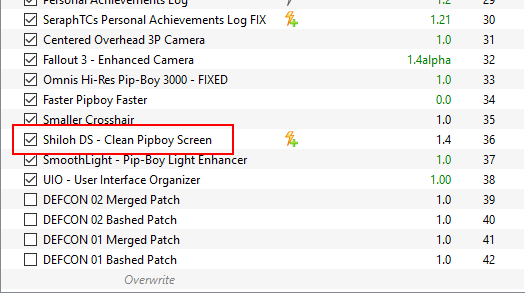 Personal Achievements Log 1.2 29
SeraphTCs Personal Achievements Log FIX 1.21 30
Centered Overhead 3P Camera 1.0 31
Fallout 3 - Enhanced Camera 1.4alpha 32
Omnis Hi-Res Pip-Boy 3000 - FIXED 1.0 33
Faster Pipboy Faster 0.0 34
Smaller Crosshair 1.0 35
Shiloh DS - Clean Pipboy Screen 1.4 36
SmoothLight - Pip-Boy Light Enhancer 1.0 37
UIO - User Interface Organizer 1.00 38
DEFCON 02 Merged Patch 1.0 39
DEFCON 02 Bashed Patch 1.0 40
DEFCON 01 Merged Patch 1.0 41
DEFCON 01 Bashed Patch 1.0 42
Overwrite